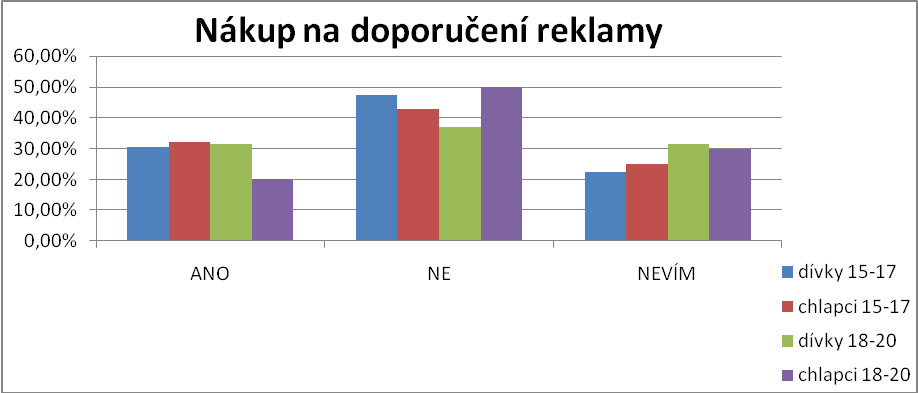 Nákup na doporučení reklamy
60,00%
50,00%
40,00%
30,00%
20,00%
10,00%
0,00%
ANO NE NEVÍM
dívky 15-17
chlapci 15-17
dívky 18-20
chlapci 18-20